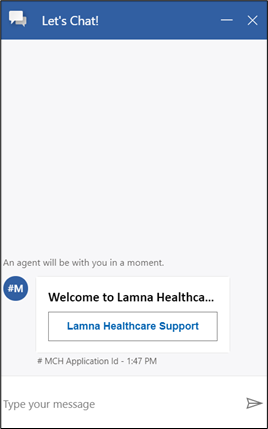 Let's Chat!
An agent will be with you in a moment.
#M
Welcome to Lamna Healthca...
Lamna Healthcare Support
# MCH Application Id - 1:47 PM
Type your message